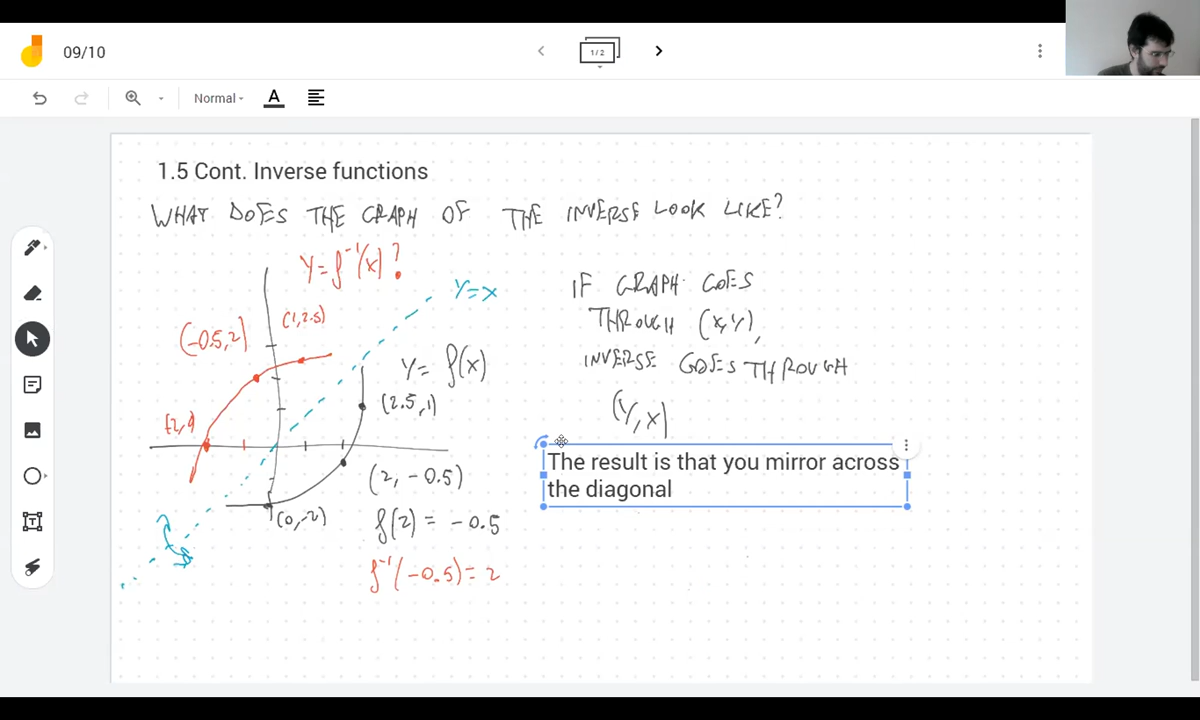 09/10
1/2
Normal
A
1.5 Cont. Inverse functions
WHAT DOES THE GRAPH OF THE INVERSE LOOK LIKE?
Y=f⁻¹(x)?
Y=x
(-0.5,2)
(1,2.5)
Y= f(x)
(2.5,1)
(2,-0.5)
(0,-2)
f(2) = -0.5
f⁻¹(-0.5)=2
IF GRAPH GOES
THROUGH (x,y),
INVERSE GOES THROUGH
(y,x)
The result is that you mirror across
the diagonal